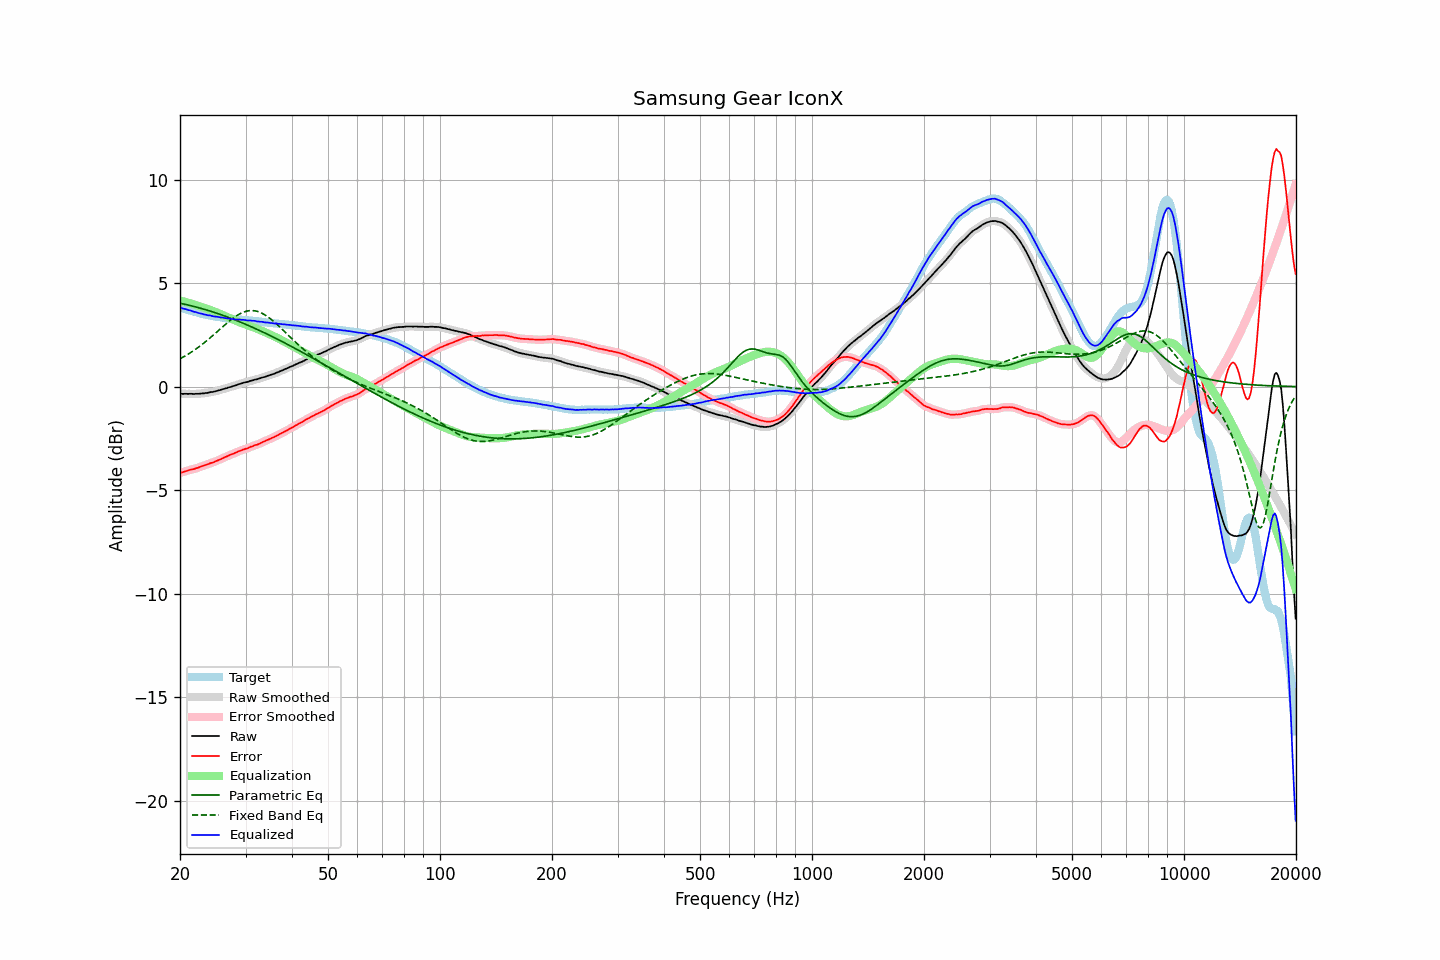 Samsung Gear IconX
Amplitude (dBr)
10
5
0
−5
−10
−15
−20
Target
Raw Smoothed
Error Smoothed
Raw
Error
Equalization
Parametric Eq
Fixed Band Eq
Equalized
20 50 100 200 500 1000 2000 5000 10000 20000
Frequency (Hz)